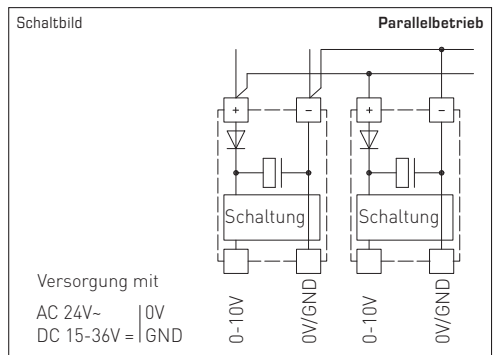 Schaltbild
Parallelbetrieb
+ − + −
Schaltung Schaltung
Versorgung mit
AC 24V~ | 0V
DC 15-36V = | GND
0-10V
0V/GND
0-10V
0V/GND